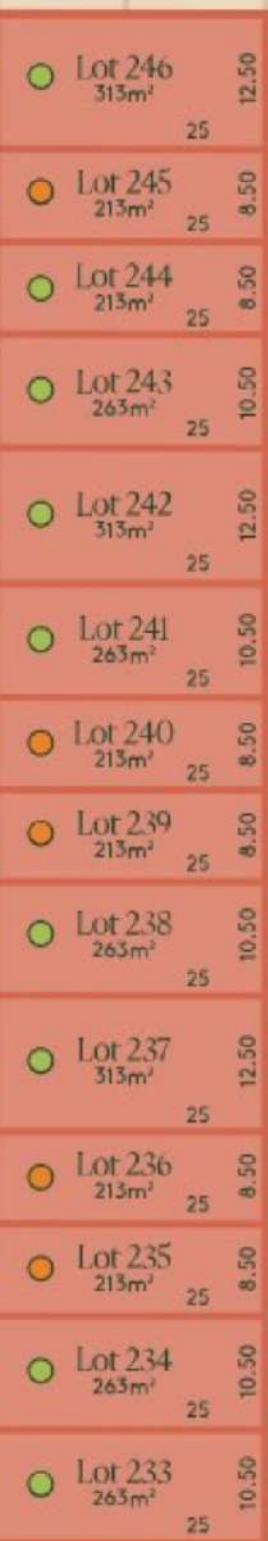 Lot 246
313m²
25
12.50
Lot 245
213m²
25
8.50
Lot 244
213m²
25
8.50
Lot 243
263m²
25
10.50
Lot 242
313m²
25
12.50
Lot 241
263m²
25
10.50
Lot 240
213m²
25
8.50
Lot 239
213m²
25
8.50
Lot 238
263m²
25
10.50
Lot 237
313m²
25
12.50
Lot 236
213m²
25
8.50
Lot 235
213m²
25
8.50
Lot 234
263m²
25
10.50
Lot 233
263m²
25
10.50